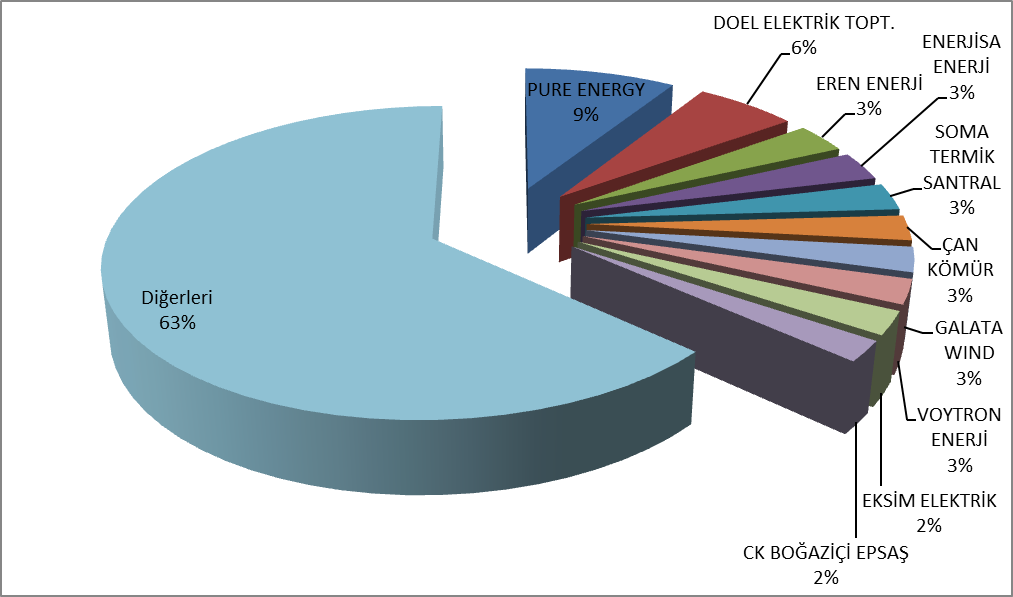 DOEL ELEKTRİK TOPT.
6%
ENERJİSA
ENERJİ
3%
PURE ENERGY
9%
EREN ENERJİ
3%
SOMA
TERMİK
SANTRAL
3%
ÇAN
KÖMÜR
3%
Diğerleri
63%
GALATA
WIND
3%
VOYTRON
ENERJİ
3%
EKSİM ELEKTRİK
2%
CK BOĞAZİÇİ EPSAŞ
2%